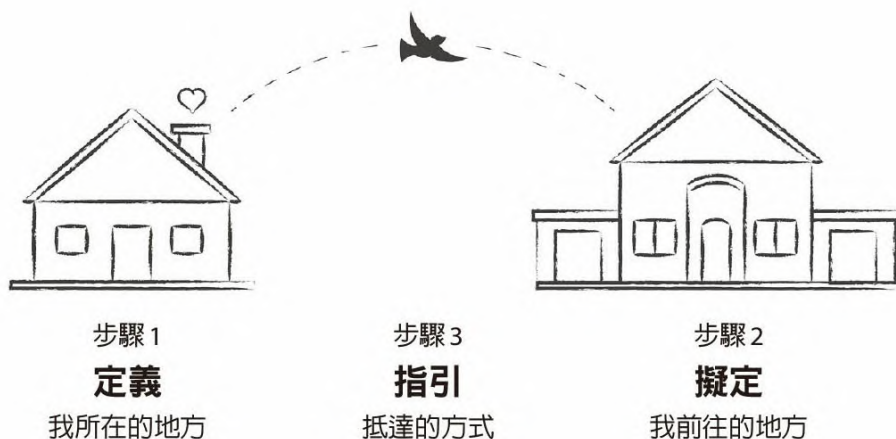 步驟1
定義
我所在的地方
步驟3
指引
抵達的方式
步驟2
擬定
我前往的地方